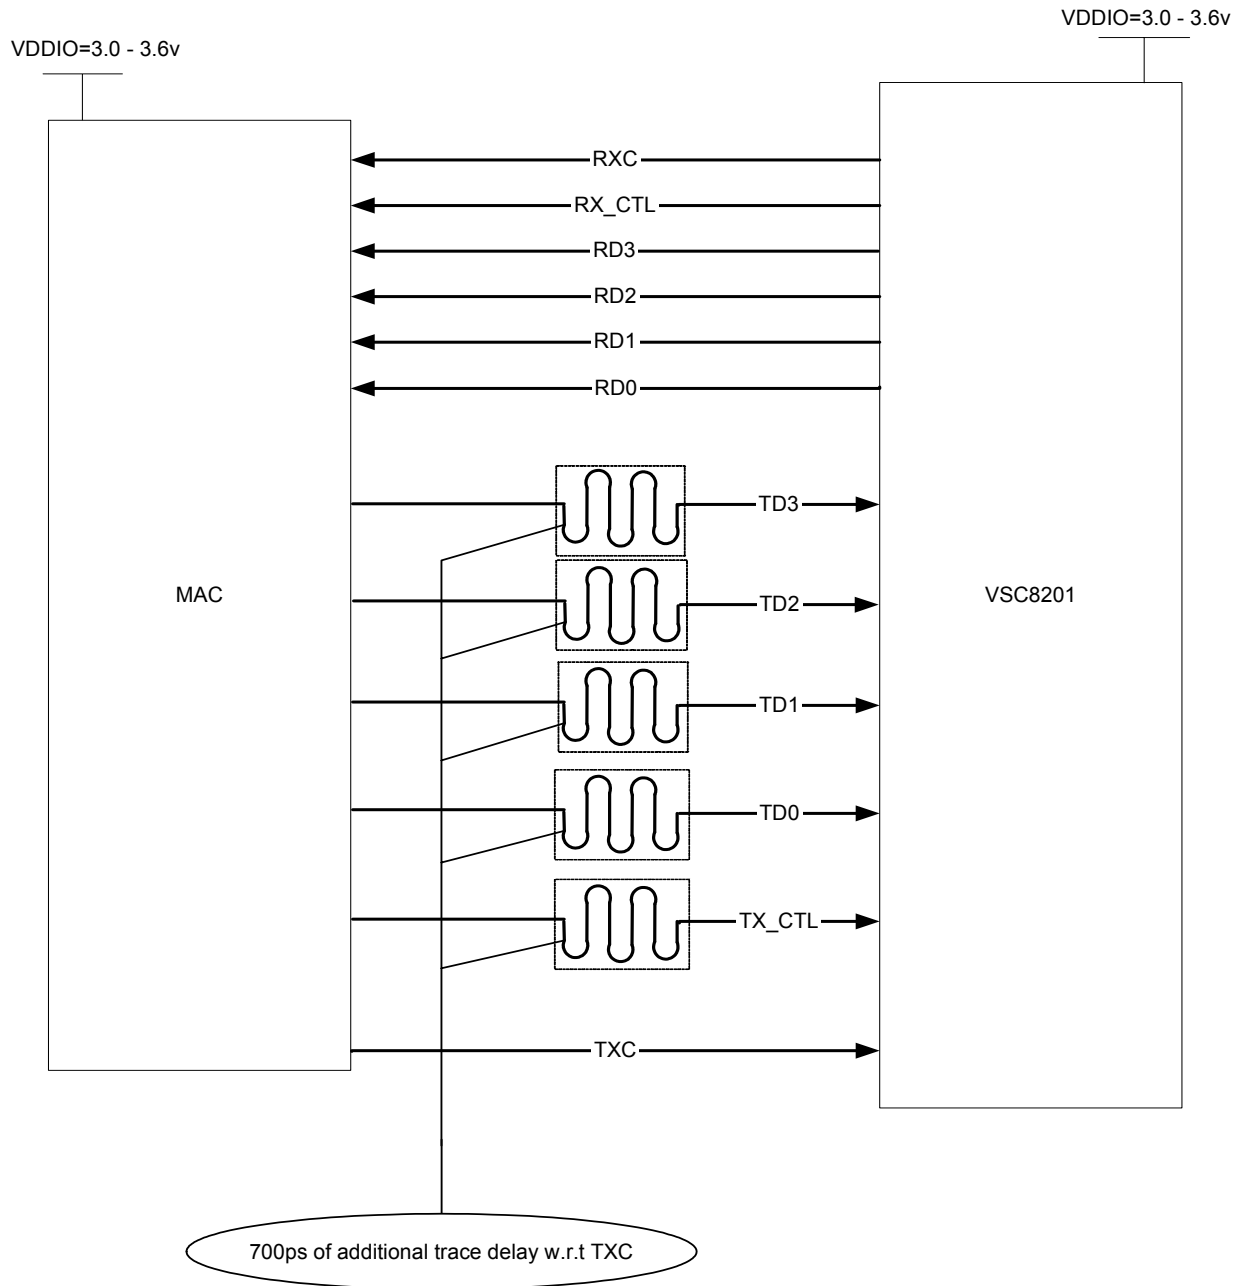 VDDIO=3.0 - 3.6v
VDDIO=3.0 - 3.6v
RXC
RX_CTL
RD3
RD2
RD1
RD0
TD3
MAC
TD2
VSC8201
TD1
TD0
TX_CTL
TXC
700ps of additional trace delay w.r.t TXC